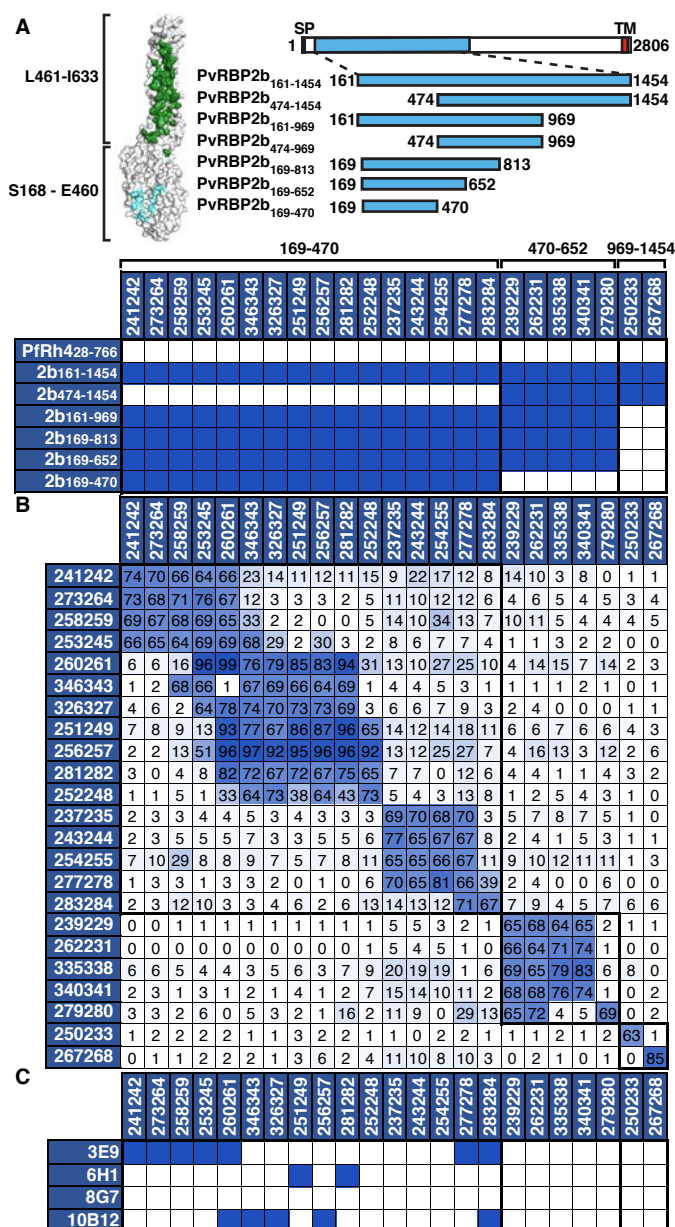 A
SP TM
1 2806
L461-I633
S168 - E460
PvRBP2b161-1454 161 1454
PvRBP2b474-1454 474 1454
PvRBP2b161-969 161 969
PvRBP2b474-969 474 969
PvRBP2b169-813 169 813
PvRBP2b169-652 169 652
PvRBP2b169-470 169 470
169-470 470-652 969-1454
241242 273264 258259 253245 260261 346343 326327 251249 256257 281282 252248 237235 243244 254255 277278 283284 239229 262231 335338 340341 279280 250233 267268
PfRh428-766
2b161-1454
2b474-1454
2b161-969
2b169-813
2b169-652
2b169-470
B
241242 273264 258259 253245 260261 346343 326327 251249 256257 281282 252248 237235 243244 254255 277278 283284 239229 262231 335338 340341 279280 250233 267268
241242 74 70 66 64 66 23 14 11 12 11 15 9 22 17 12 8 14 10 3 8 0 1 1
273264 73 68 71 76 67 12 3 3 3 2 5 11 10 12 12 6 4 6 5 4 5 3 4
258259 69 67 68 69 65 33 2 2 0 0 5 14 10 34 13 7 10 11 5 4 4 4 5
253245 66 65 64 69 69 68 29 2 30 3 2 8 6 7 7 4 1 1 3 2 2 0 0
260261 6 6 16 96 99 76 79 85 83 94 31 13 10 27 25 10 4 14 15 7 14 2 3
346343 1 2 68 66 1 67 69 66 64 69 1 4 4 5 3 1 1 1 1 2 1 0 1
326327 4 6 2 64 78 74 70 73 73 69 3 6 6 7 9 3 2 4 0 0 0 1 1
251249 7 8 9 13 93 77 67 86 87 96 65 14 12 14 18 11 6 6 7 6 6 4 3
256257 2 2 13 51 96 97 92 95 96 96 92 13 12 25 27 7 4 16 13 3 12 2 6
281282 3 0 4 8 82 72 67 72 67 75 65 7 7 0 12 6 4 4 1 1 4 3 2
252248 1 1 5 1 33 64 73 38 64 43 73 5 4 3 13 8 1 2 5 4 3 1 0
237235 2 3 3 4 4 5 3 4 3 3 3 69 70 68 70 3 5 7 8 7 5 1 0
243244 2 3 5 5 5 7 3 3 5 5 6 77 65 67 67 8 2 4 1 5 3 1 1
254255 7 10 29 8 8 9 7 5 7 8 11 65 65 66 67 11 9 10 12 11 11 1 3
277278 1 3 3 1 3 3 2 0 1 0 6 70 65 81 66 39 2 4 0 0 6 0 0
283284 2 3 12 10 3 3 4 6 2 6 13 14 13 12 71 67 7 9 4 5 7 6 6
239229 0 0 1 1 1 1 1 1 1 1 1 5 5 3 2 1 65 68 64 65 2 1 1
262231 0 0 0 0 0 0 0 0 0 0 1 5 4 5 1 0 66 64 71 74 1 0 0
335338 6 6 5 4 4 3 5 6 3 7 9 20 19 19 1 6 69 65 79 83 6 8 0
340341 2 3 1 3 1 2 1 4 1 2 7 15 14 10 11 2 68 68 76 74 1 0 2
279280 3 3 2 6 0 5 3 2 1 16 2 11 9 0 29 13 65 72 4 5 69 0 2
250233 1 2 2 2 2 1 1 3 2 2 1 1 0 2 2 1 1 1 2 1 2 63 1
267268 0 1 1 2 2 2 1 3 6 2 4 11 10 8 10 3 0 2 1 0 1 0 85
C
241242 273264 258259 253245 260261 346343 326327 251249 256257 281282 252248 237235 243244 254255 277278 283284 239229 262231 335338 340341 279280 250233 267268
3E9
6H1
8G7
10B12